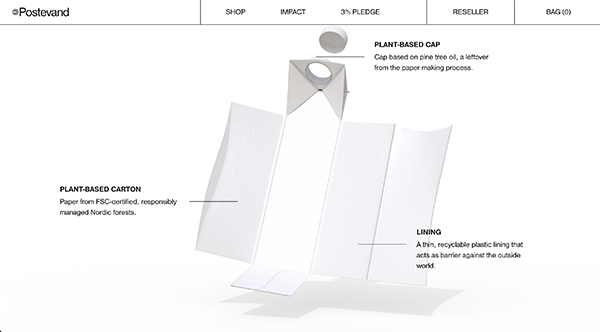 Postevand
SHOP IMPACT 3% PLEDGE RESELLER BAG (0)
PLANT-BASED CAP
Cap based on pine tree oil, a leftover
from the paper making process.
PLANT-BASED CARTON
Paper from FSC-certified, responsibly
managed Nordic forests.
LINING
A thin, recyclable plastic lining that
acts as barrier against the outside
world.